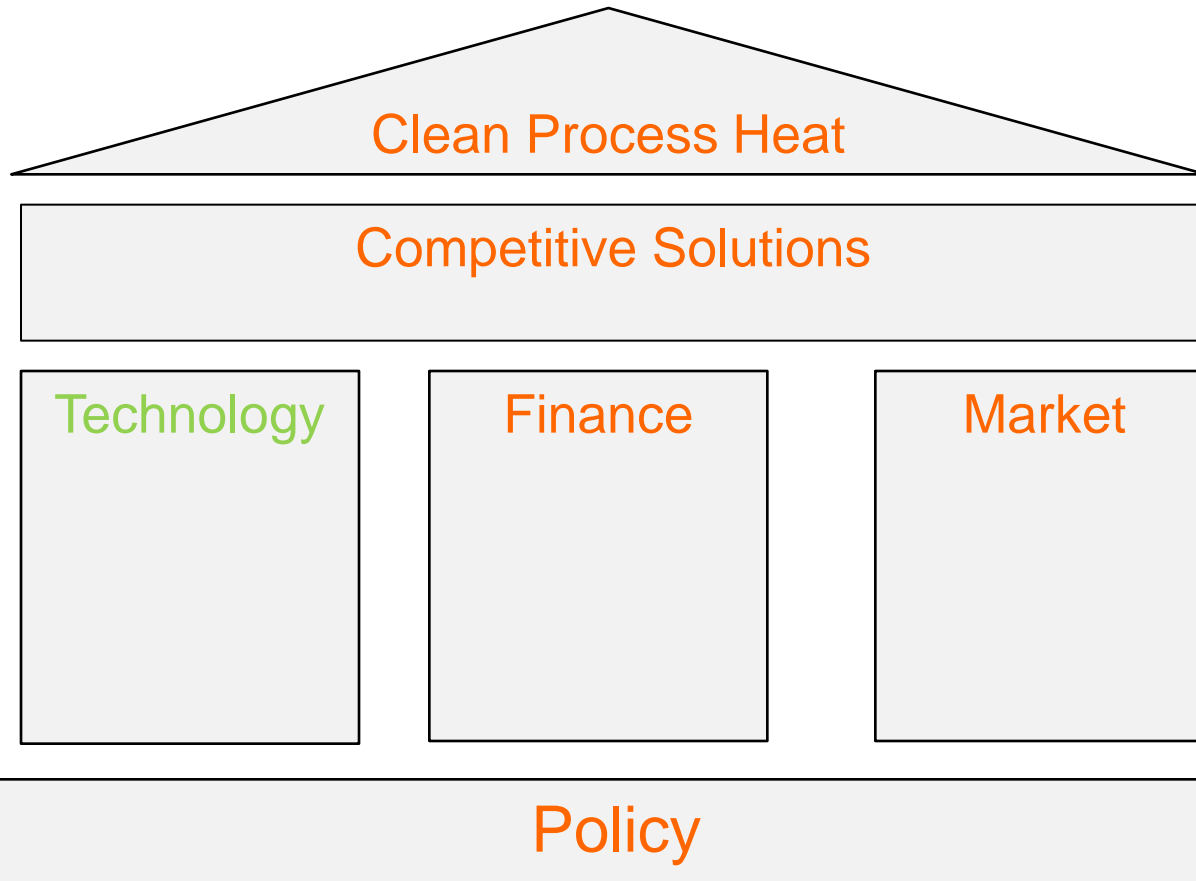 Clean Process Heat
Competitive Solutions
Technology
Finance
Market
Policy